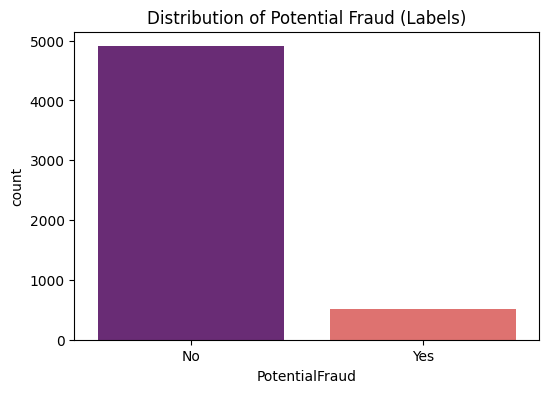 Distribution of Potential Fraud (Labels)
5000
4000
3000
2000
1000
0
count
No Yes
PotentialFraud